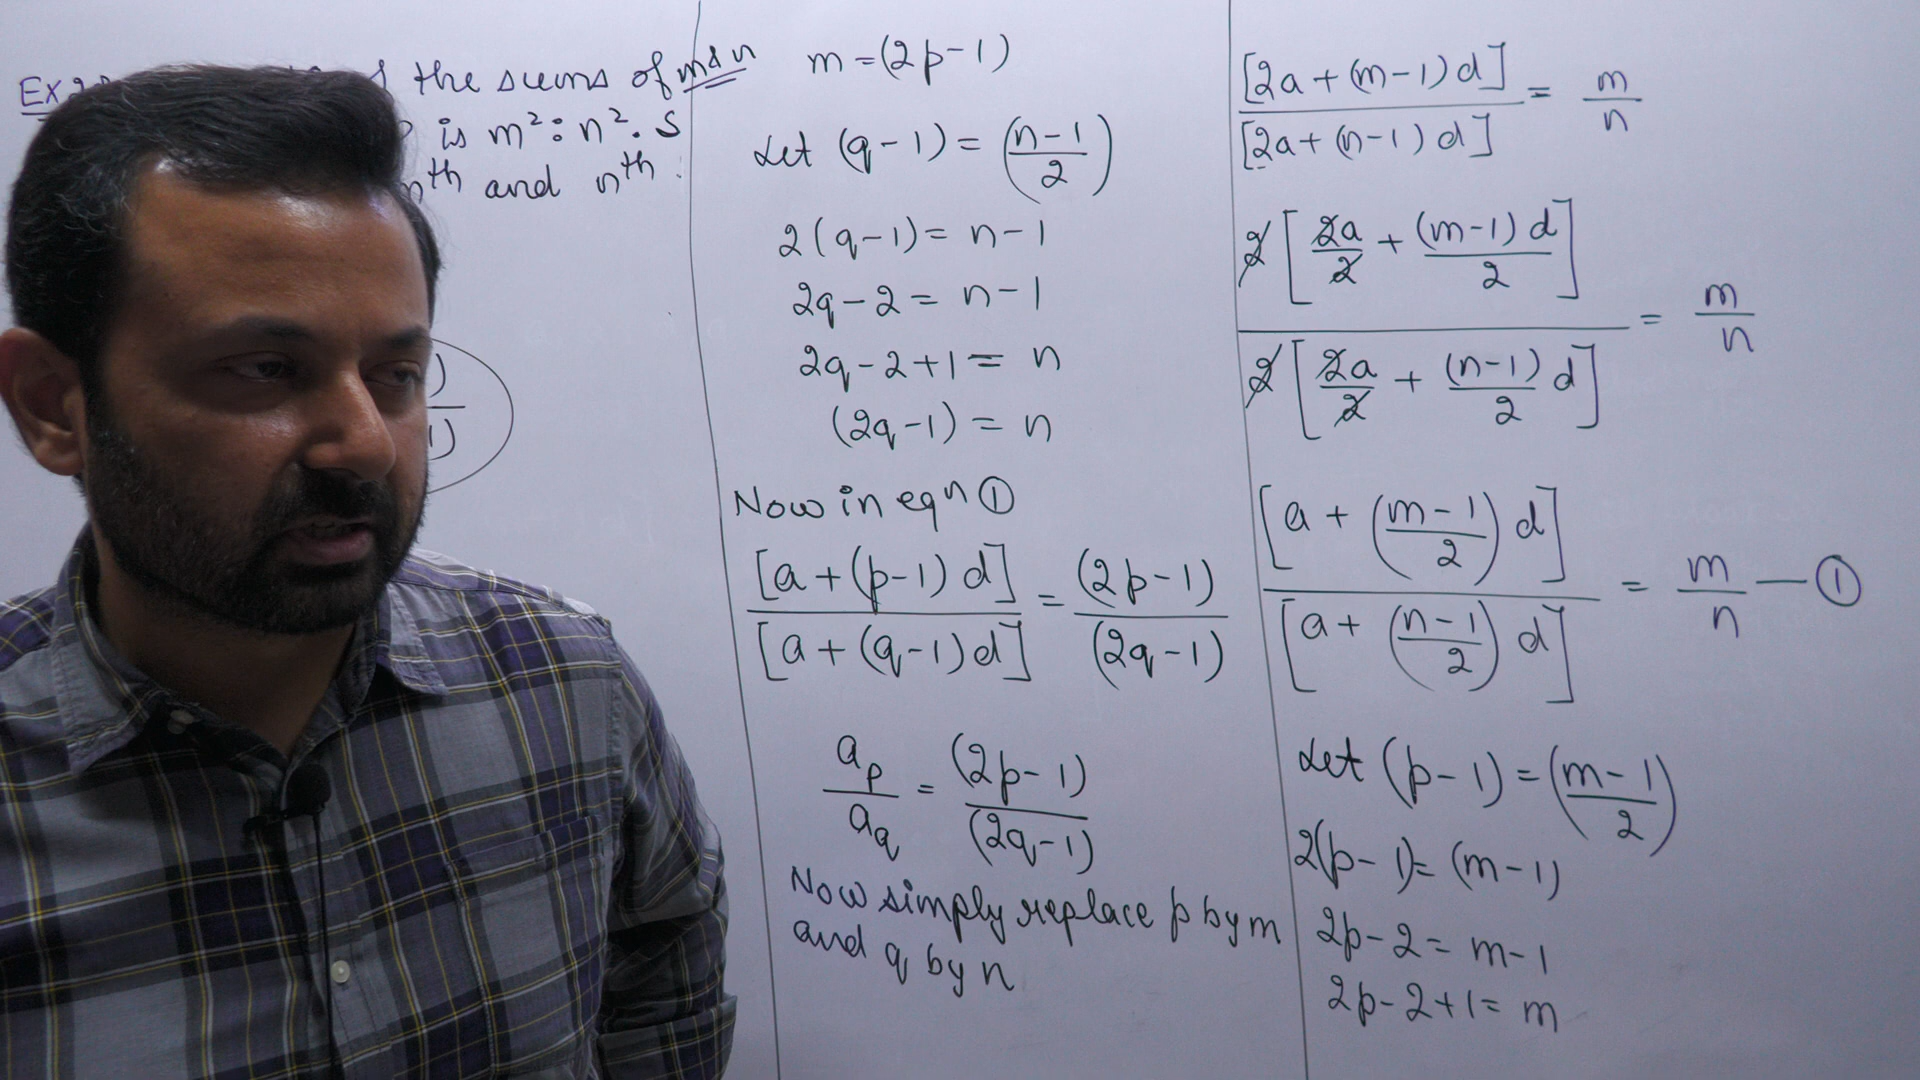 the sums of m & n
is m² : n². S
nth and nth :
)
1)
m = (2p-1)
Let (q-1) = (n-1/2)
2(q-1) = n-1
2q-2 = n-1
2q-2+1 = n
(2q-1) = n
Now in eqn ①
[a+(p-1)d] / [a+(q-1)d] = (2p-1) / (2q-1)
ap / aq = (2p-1) / (2q-1)
Now simply replace p by m
and q by n
[2a+(m-1)d] / [2a+(n-1)d] = m/n
2[2a/2 + (m-1)d/2] / 2[2a/2 + (n-1)/2 d] = m/n
[a+(m-1/2)d] / [a+(n-1/2)d] = m/n — ①
Let (p-1) = (m-1/2)
2(p-1) = (m-1)
2p-2 = m-1
2p-2+1 = m